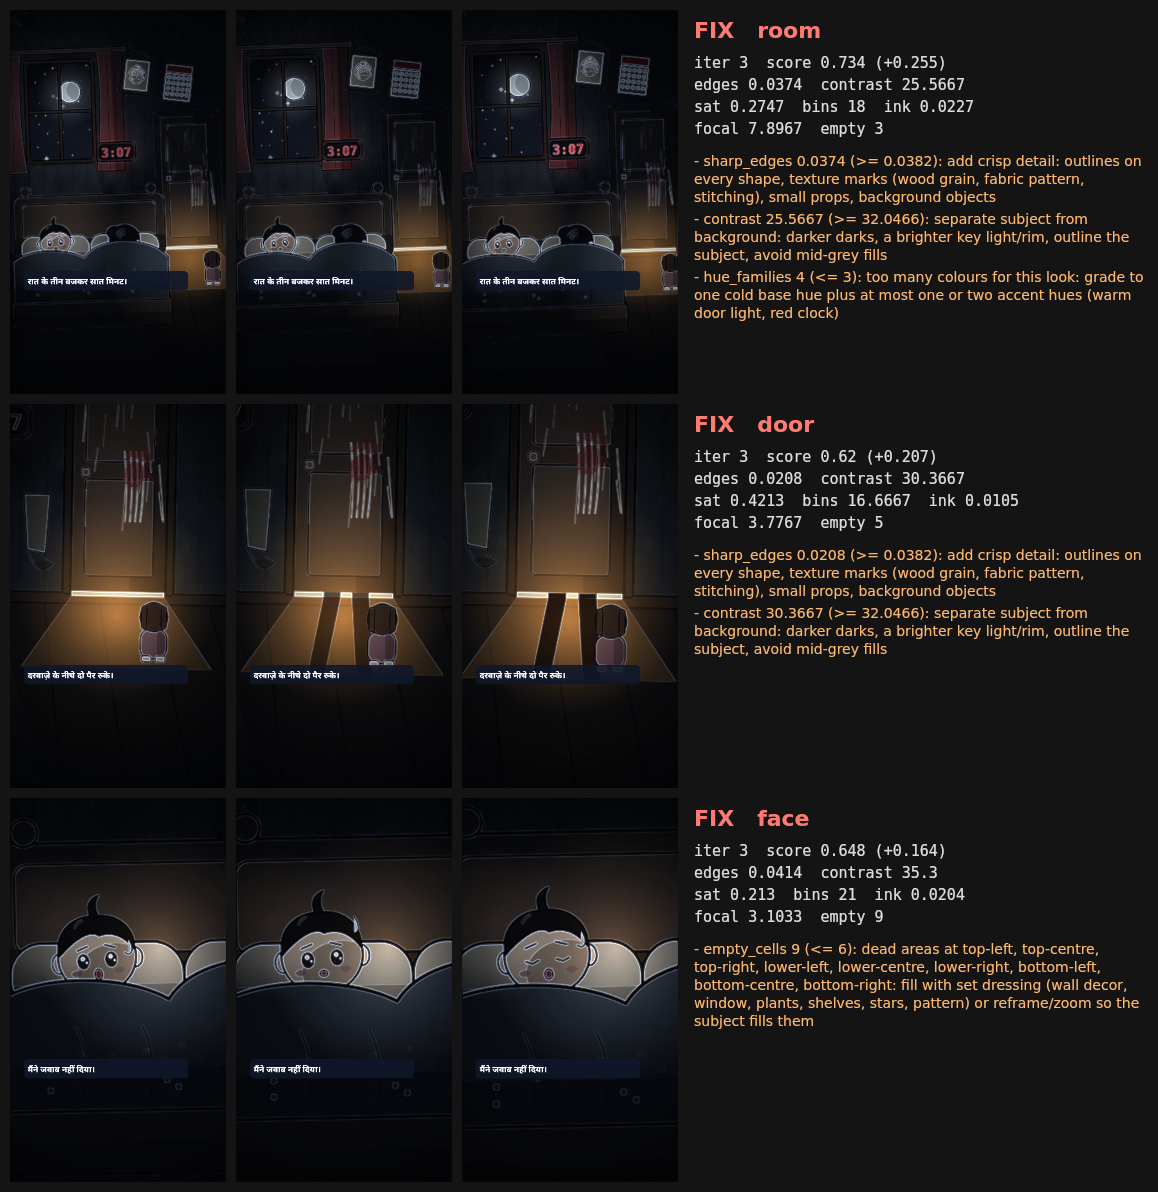 3:07
रात के तीन बजकर सात मिनट।
3:07
रात के तीन बजकर सात मिनट।
3:07
रात के तीन बजकर सात मिनट।
FIX room
iter 3 score 0.734 (+0.255)
edges 0.0374 contrast 25.5667
sat 0.2747 bins 18 ink 0.0227
focal 7.8967 empty 3
- sharp_edges 0.0374 (>= 0.0382): add crisp detail: outlines on
every shape, texture marks (wood grain, fabric pattern,
stitching), small props, background objects
- contrast 25.5667 (>= 32.0466): separate subject from
background: darker darks, a brighter key light/rim, outline the
subject, avoid mid-grey fills
- hue_families 4 (<= 3): too many colours for this look: grade to
one cold base hue plus at most one or two accent hues (warm
door light, red clock)
7
दरवाज़े के नीचे दो पैर रुके।
दरवाज़े के नीचे दो पैर रुके।
दरवाज़े के नीचे दो पैर रुके।
FIX door
iter 3 score 0.62 (+0.207)
edges 0.0208 contrast 30.3667
sat 0.4213 bins 16.6667 ink 0.0105
focal 3.7767 empty 5
- sharp_edges 0.0208 (>= 0.0382): add crisp detail: outlines on
every shape, texture marks (wood grain, fabric pattern,
stitching), small props, background objects
- contrast 30.3667 (>= 32.0466): separate subject from
background: darker darks, a brighter key light/rim, outline the
subject, avoid mid-grey fills
मैंने जवाब नहीं दिया।
मैंने जवाब नहीं दिया।
मैंने जवाब नहीं दिया।
FIX face
iter 3 score 0.648 (+0.164)
edges 0.0414 contrast 35.3
sat 0.213 bins 21 ink 0.0204
focal 3.1033 empty 9
- empty_cells 9 (<= 6): dead areas at top-left, top-centre,
top-right, lower-left, lower-centre, lower-right, bottom-left,
bottom-centre, bottom-right: fill with set dressing (wall decor,
window, plants, shelves, stars, pattern) or reframe/zoom so the
subject fills them